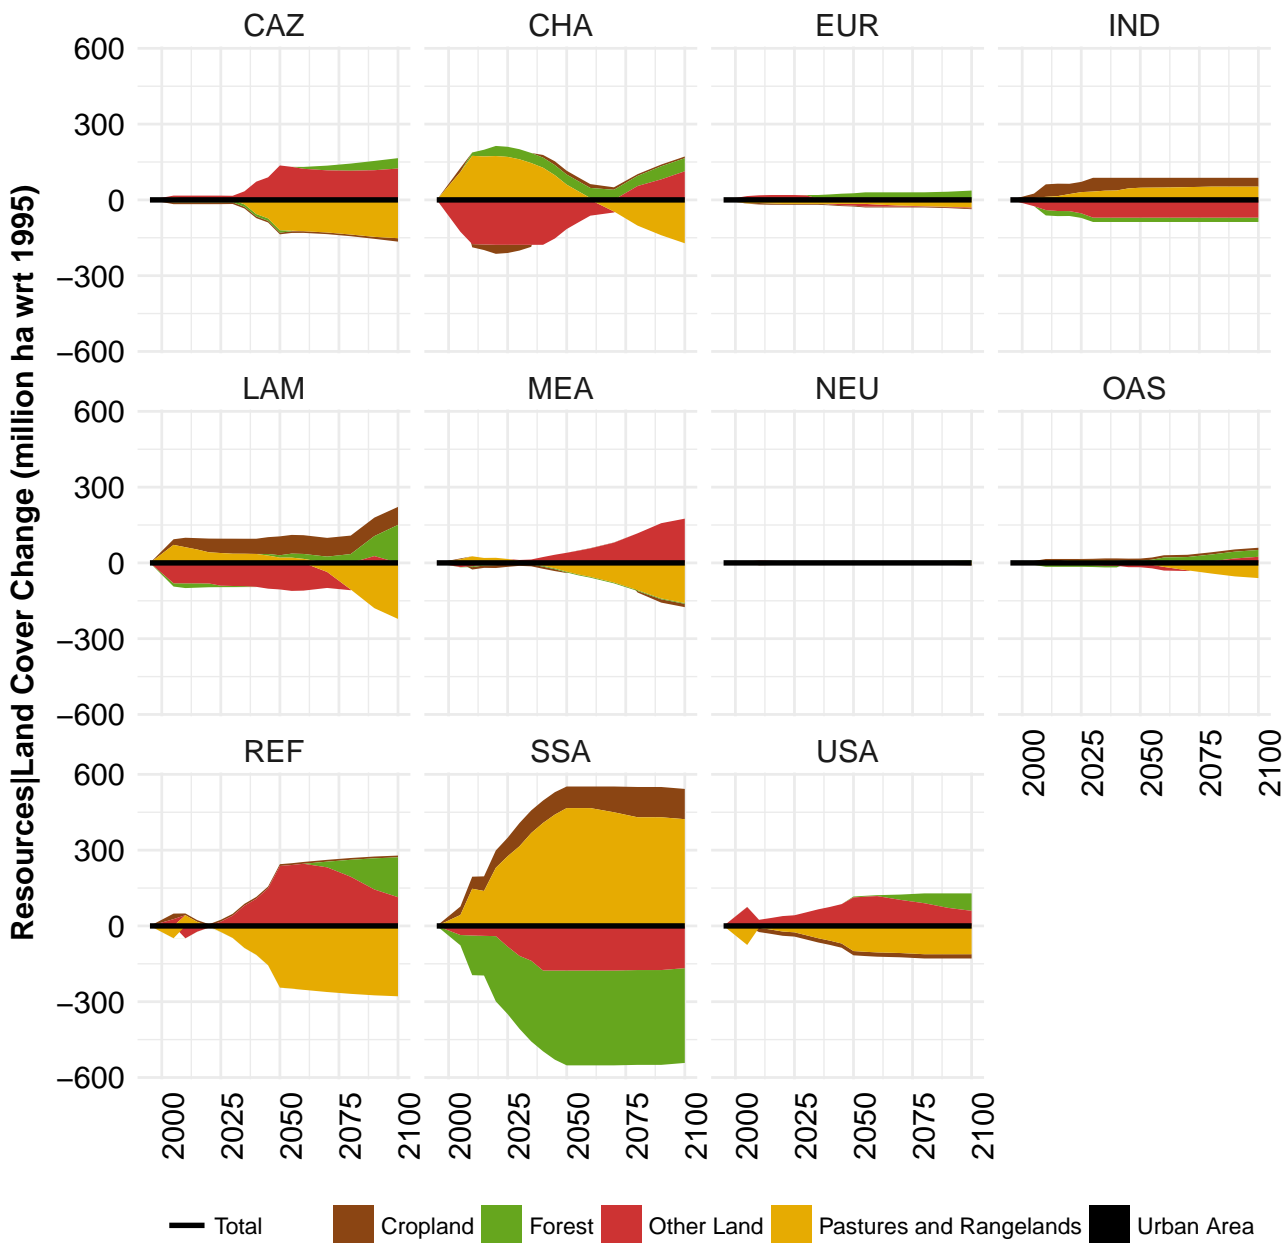 CAZ CHA EUR IND
600
300
0
−300
−600
LAM MEA NEU OAS
600
300
0
−300
−600
2000 2025 2050 2075 2100
REF SSA USA
600
300
0
−300
−600
2000 2025 2050 2075 2100 2000 2025 2050 2075 2100 2000 2025 2050 2075 2100
Resources|Land Cover Change (million ha wrt 1995)
Total Cropland Forest Other Land Pastures and Rangelands Urban Area